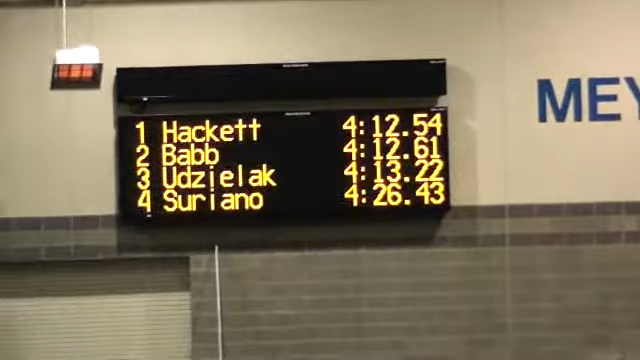 1 Hackett 4:12.54
2 Babb 4:12.61
3 Udzielak 4:13.22
4 Suriano 4:26.43
MEY